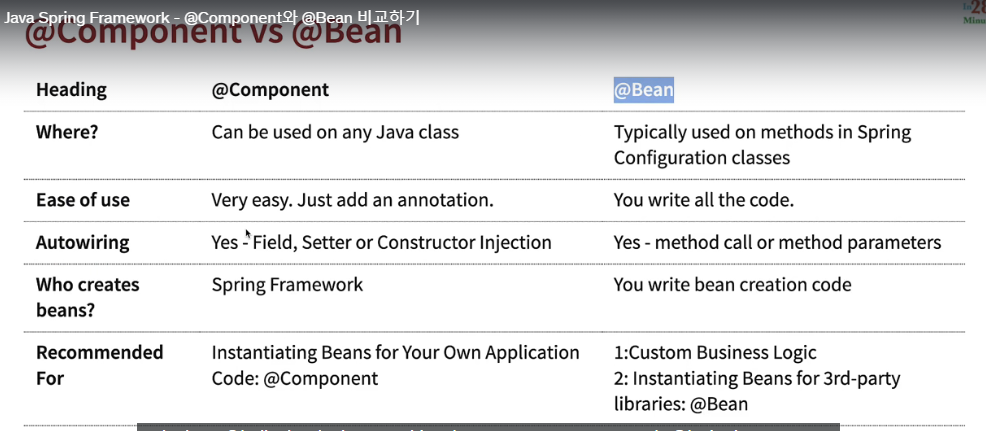 Java Spring Framework - @Component와 @Bean 비교하기
in28
Minu
@Component vs @Bean
Heading @Component @Bean
Where? Can be used on any Java class Typically used on methods in Spring
Configuration classes
Ease of use Very easy. Just add an annotation. You write all the code.
Autowiring Yes - Field, Setter or Constructor Injection Yes - method call or method parameters
Who creates Spring Framework You write bean creation code
beans?
Recommended Instantiating Beans for Your Own Application 1:Custom Business Logic
For Code: @Component 2: Instantiating Beans for 3rd-party
libraries: @Bean